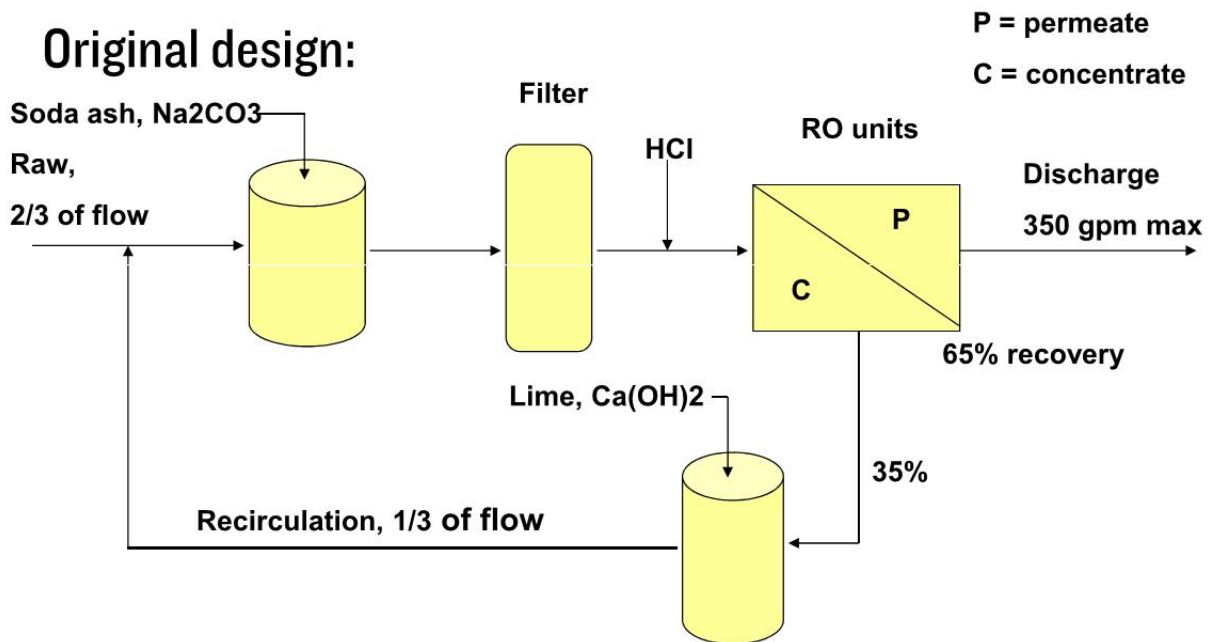 Original design:
P = permeate
C = concentrate
Soda ash, Na2CO3
Raw,
2/3 of flow
Filter
HCl
RO units
P
C
Discharge
350 gpm max
65% recovery
Lime, Ca(OH)2
35%
Recirculation, 1/3 of flow